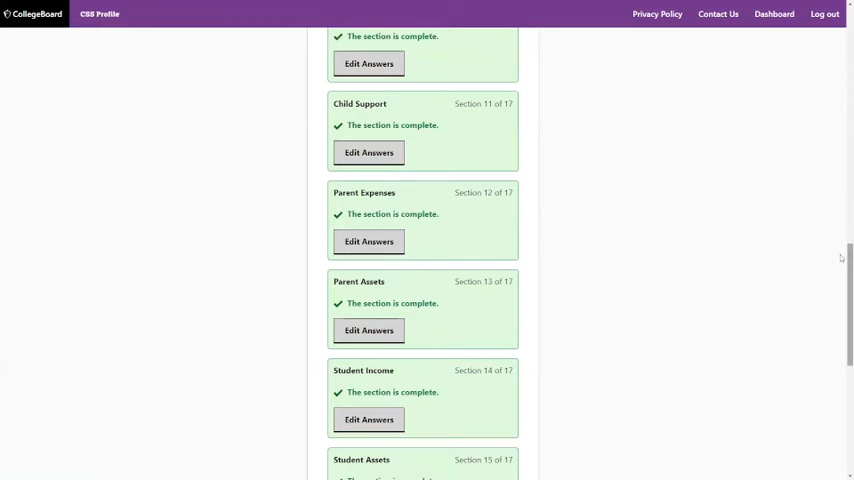 CollegeBoard
CSS Profile
Privacy Policy
Contact Us
Dashboard
Log out
The section is complete.
Edit Answers
Child Support
Section 11 of 17
The section is complete.
Edit Answers
Parent Expenses
Section 12 of 17
The section is complete.
Edit Answers
Parent Assets
Section 13 of 17
The section is complete.
Edit Answers
Student Income
Section 14 of 17
The section is complete.
Edit Answers
Student Assets
Section 15 of 17